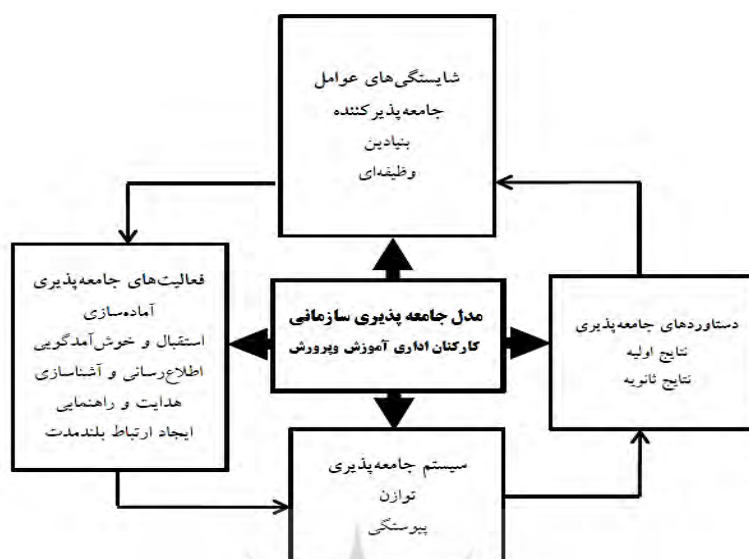 شایستگی‌های عوامل
جامعه‌پذیرکننده
بنیادین
وظیفه‌ای
فعالیت‌های جامعه‌پذیری
آماده‌سازی
استقبال و خوش‌آمدگویی
اطلاع‌رسانی و آشناسازی
هدایت و راهنمایی
ایجاد ارتباط بلندمدت
مدل جامعه پذیری سازمانی
کارکنان اداری آموزش وپرورش
دستاوردهای جامعه‌پذیری
نتایج اولیه
نتایج ثانویه
سیستم جامعه‌پذیری
توازن
پیوستگی